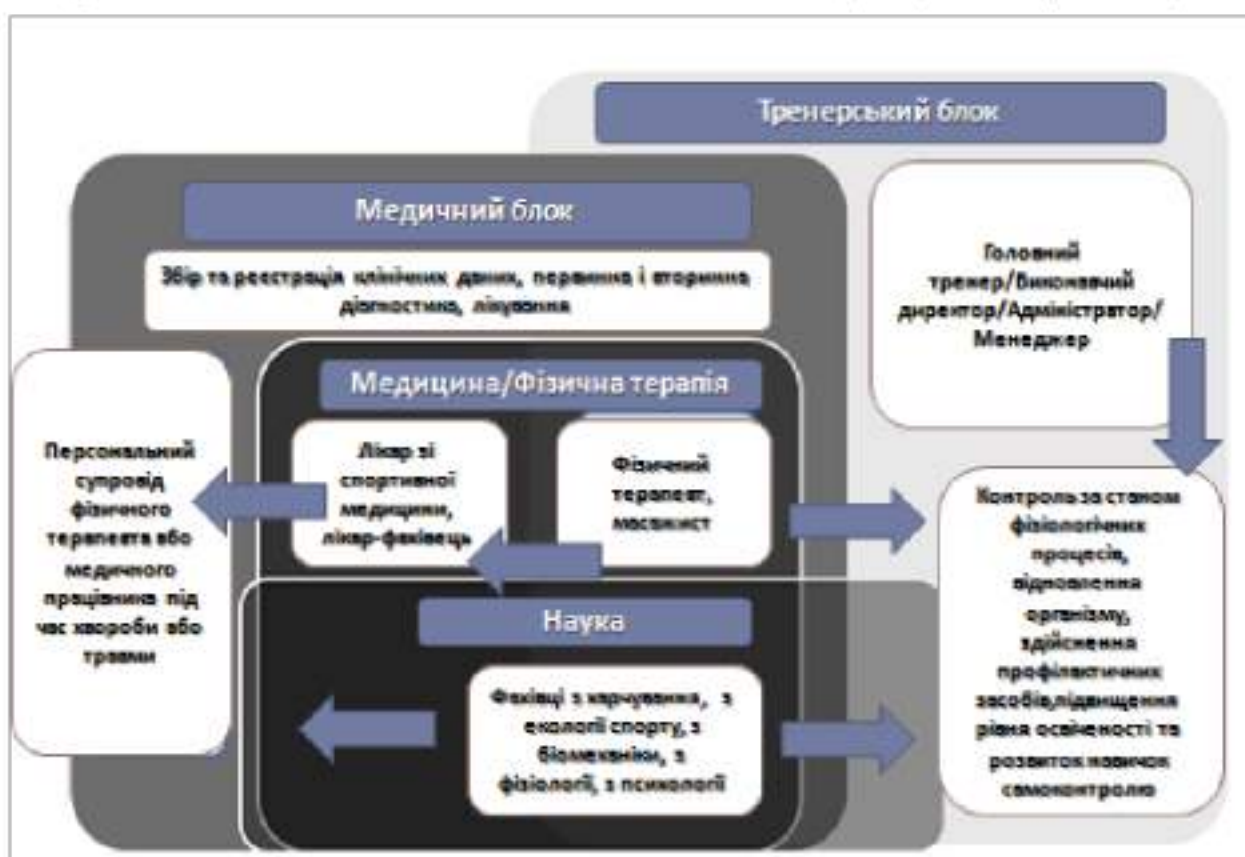 Тренерський блок
Медичний блок
Збір та реєстрація клінічних даних, первинна і вторинна
діагностика, лікування
Головний
тренер/Виконавчий
директор/Адміністратор/
Менеджер
Медицина/Фізична терапія
Персональний
супровід
фізичного
терапевта або
медичного
працівника під
час хвороби або
травми
Лікар зі
спортивної
медицини,
лікар-фахівець
Фізичний
терапевт,
масажист
Контроль за станом
фізіологічних
процесів,
відновлення
організму,
здійснення
профілактичних
засобів,підвищення
рівня освіченості та
розвиток навичок
самоконтролю
Наука
Фахівці з харчування, з
екології спорту, з
біомеханіки, з
фізіології, з психології